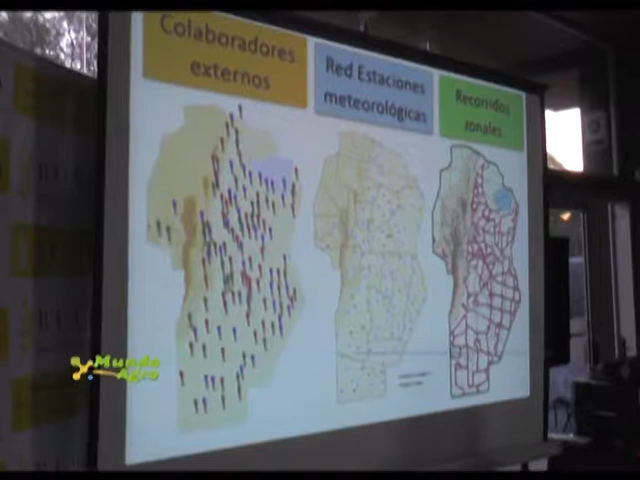 Colaboradores
externos
Red Estaciones
meteorológicas
Recorridos
zonales
Mundo
Agro